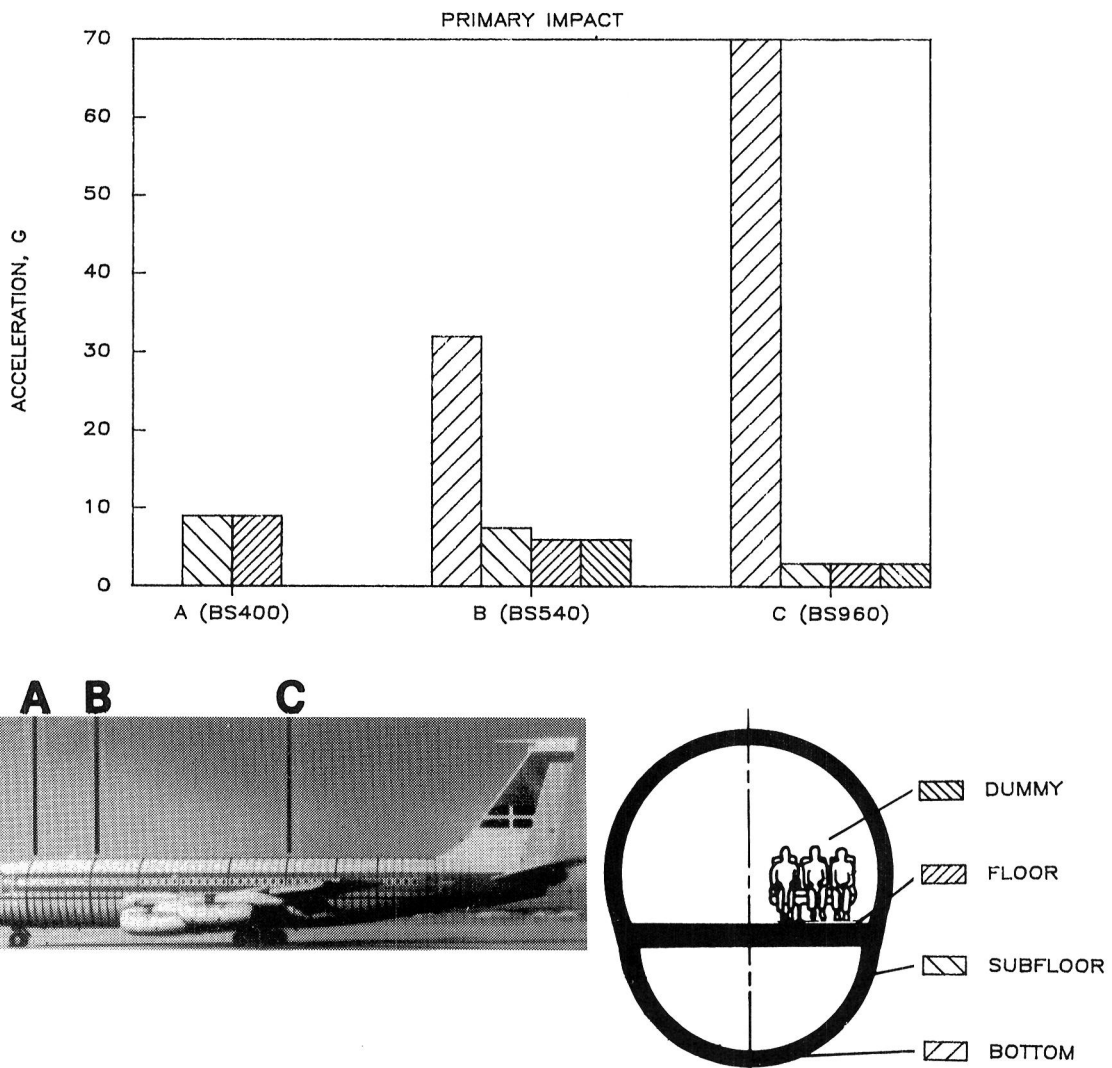 PRIMARY IMPACT
70
60
50
40
30
20
10
0
ACCELERATION, G
A (BS400)
B (BS540)
C (BS960)
A
B
C
DUMMY
FLOOR
SUBFLOOR
BOTTOM